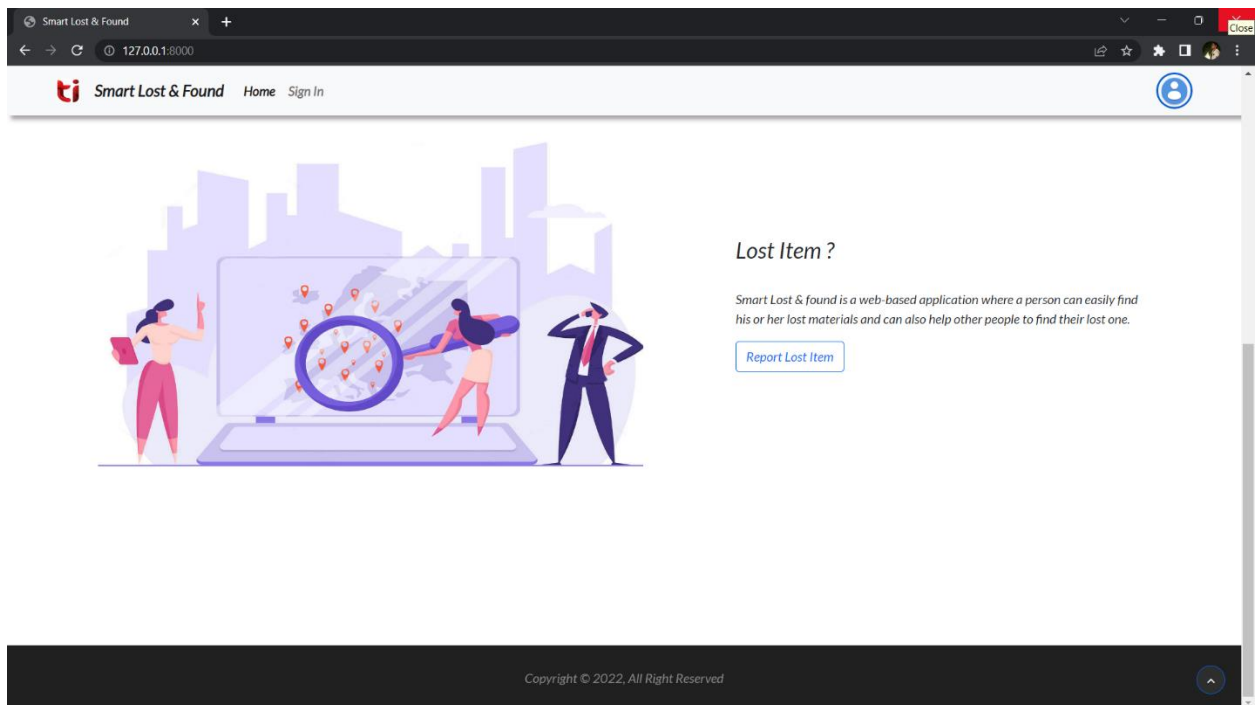 Smart Lost & Found
Close
127.0.0.1:8000
ti Smart Lost & Found Home Sign In
Lost Item ?
Smart Lost & found is a web-based application where a person can easily find
his or her lost materials and can also help other people to find their lost one.
Report Lost Item
Copyright © 2022, All Right Reserved